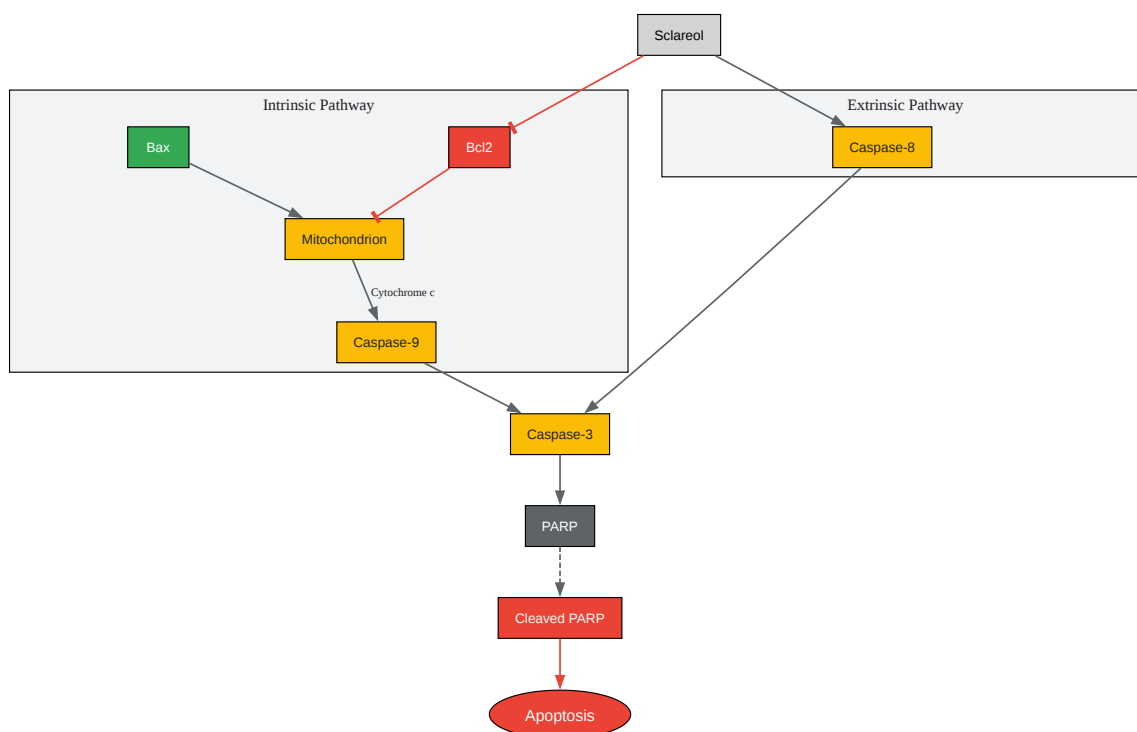 Sclareol
Intrinsic Pathway
Extrinsic Pathway
Bax
Bcl2
Caspase-8
Mitochondrion
Cytochrome c
Caspase-9
Caspase-3
PARP
Cleaved PARP
Apoptosis